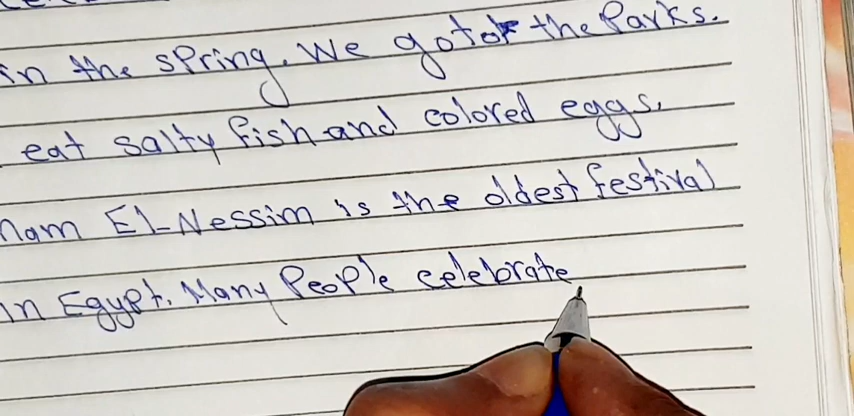 in the spring. We go to the Parks.
eat salty fish and colored eggs.
ham El-Nessim is the oldest festival
in Egypt. Many People celebrate